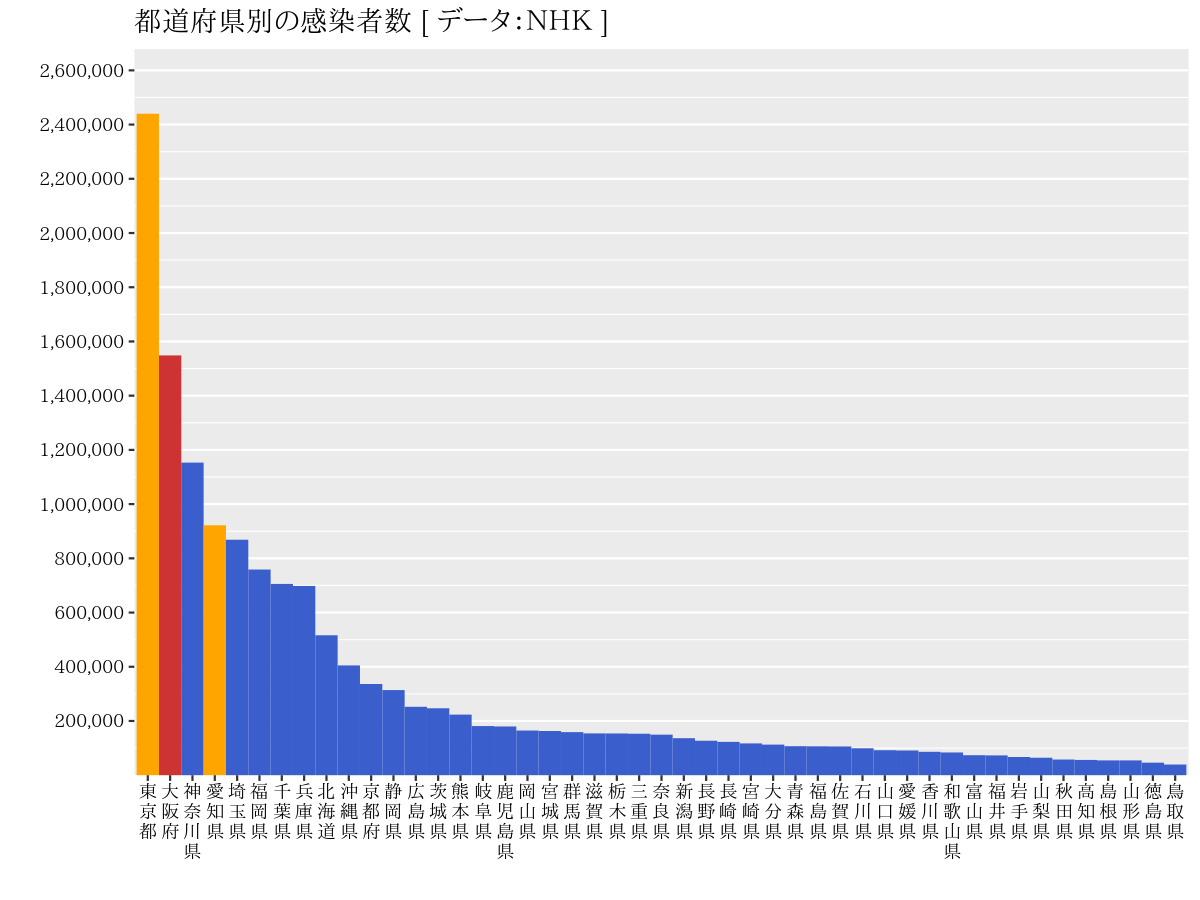 都道府県別の感染者数 [ データ：NHK ]
2,600,000
2,400,000
2,200,000
2,000,000
1,800,000
1,600,000
1,400,000
1,200,000
1,000,000
800,000
600,000
400,000
200,000
東京都
大阪府
神奈川県
愛知県
埼玉県
福岡県
千葉県
兵庫県
北海道
沖縄県
京都府
静岡県
広島県
茨城県
熊本県
岐阜県
鹿児島県
岡山県
宮城県
群馬県
滋賀県
栃木県
三重県
奈良県
新潟県
長野県
長崎県
宮崎県
大分県
青森県
福島県
佐賀県
石川県
山口県
愛媛県
香川県
和歌山県
富山県
福井県
岩手県
山梨県
秋田県
高知県
島根県
山形県
徳島県
鳥取県